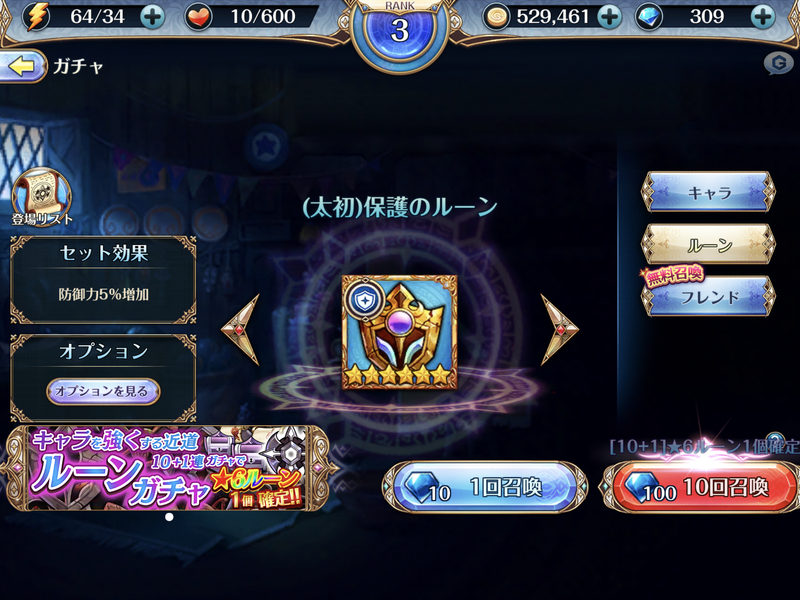 64/34
10/600
RANK
3
529,461
309
ガチャ
G
登場リスト
(太初)保護のルーン
キャラ
ルーン
無料召喚
フレンド
セット効果
防御力5%増加
オプション
オプションを見る
キャラを強くする近道
10+1連ガチャで
ルーンガチャ
★6ルーン
1個確定!!
[10+1]★6ルーン1個確定
10 1回召喚
100 10回召喚